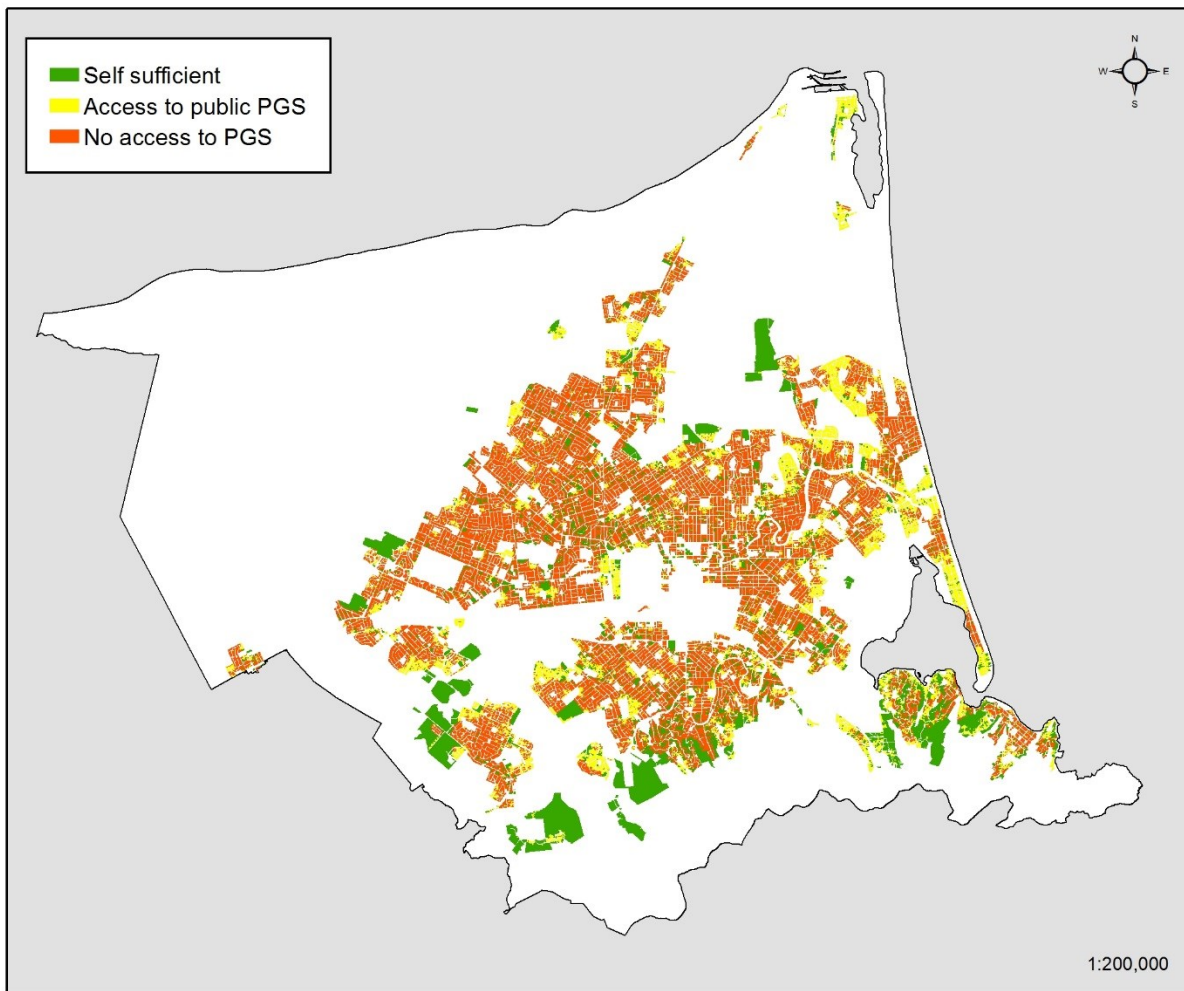 Self sufficient
Access to public PGS
No access to PGS
N
W E
S
1:200,000